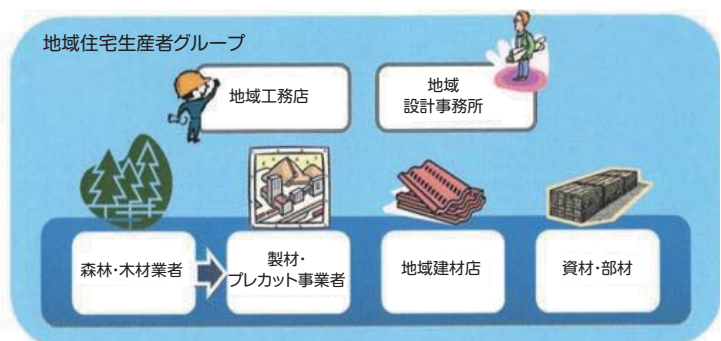 地域住宅生産者グループ
地域工務店
地域
設計事務所
森林・木材業者
製材・
プレカット事業者
地域建材店
資材・部材